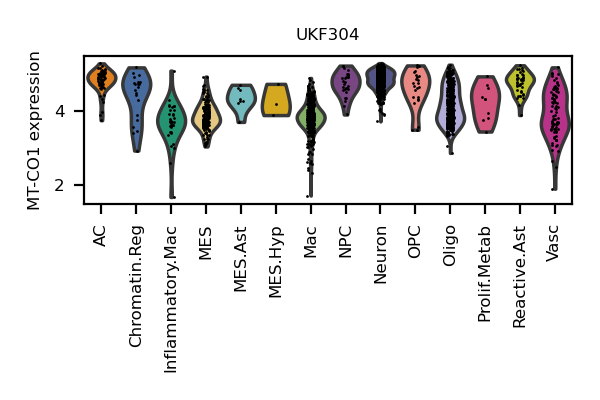 UKF304
MT-CO1 expression
4
2
AC
Chromatin.Reg
Inflammatory.Mac
MES
MES.Ast
MES.Hyp
Mac
NPC
Neuron
OPC
Oligo
Prolif.Metab
Reactive.Ast
Vasc